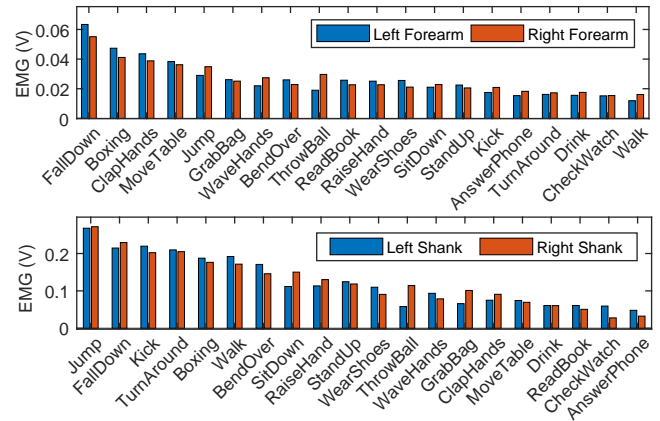 EMG (V)
0.06
0.04
0.02
0
Left Forearm Right Forearm
FallDown Boxing ClapHands MoveTable Jump GrabBag WaveHands BendOver ThrowBall ReadBook RaiseHand WearShoes SitDown StandUp Kick AnswerPhone TurnAround Drink CheckWatch Walk
EMG (V)
0.2
0.1
0
Left Shank Right Shank
Jump FallDown Kick TurnAround Boxing Walk BendOver SitDown RaiseHand StandUp WearShoes ThrowBall WaveHands GrabBag ClapHands MoveTable Drink ReadBook CheckWatch AnswerPhone